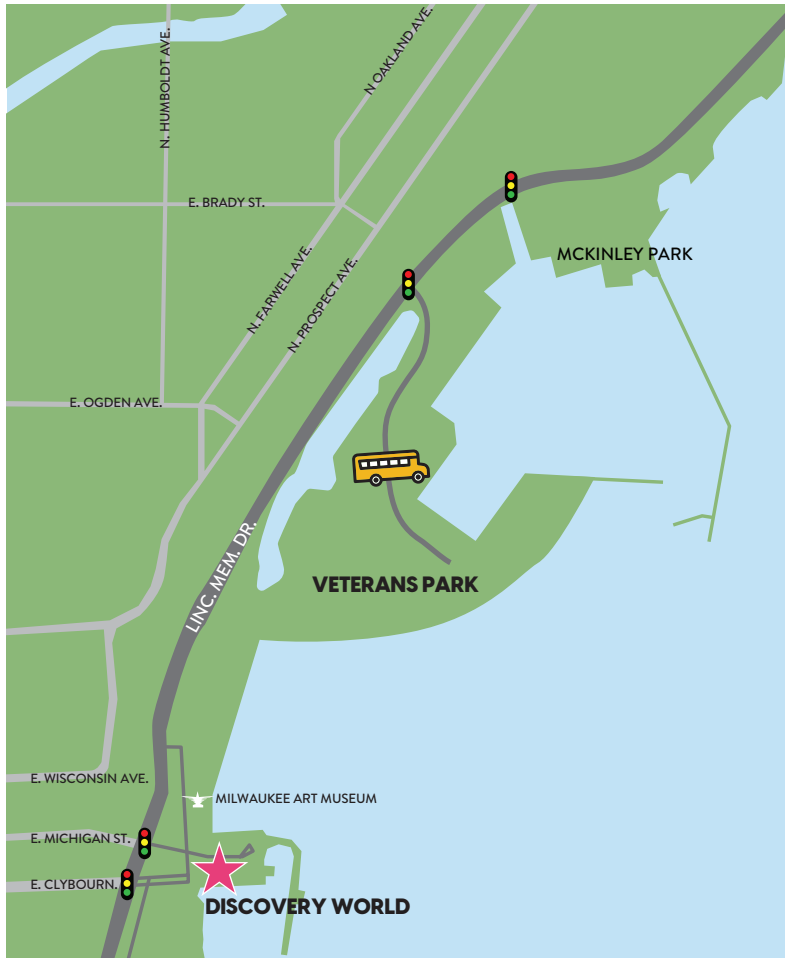 N OAKLAND AVE.
N. HUMBOLDT AVE.
E. BRADY ST.
MCKINLEY PARK
N. FARWELL AVE.
N. PROSPECT AVE.
E. OGDEN AVE.
LINC. MEM. DR.
VETERANS PARK
E. WISCONSIN AVE.
MILWAUKEE ART MUSEUM
E. MICHIGAN ST.
E. CLYBOURN.
DISCOVERY WORLD